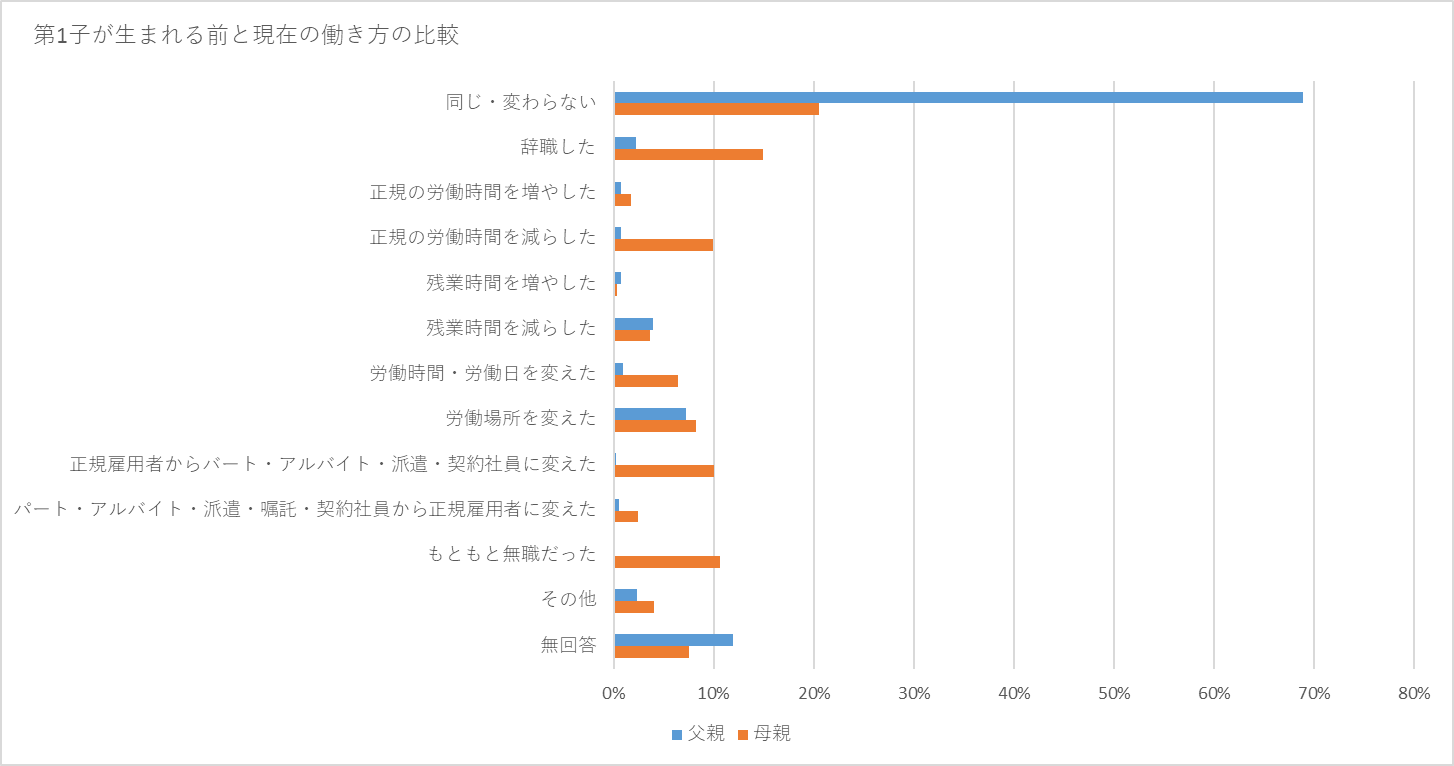 第1子が生まれる前と現在の働き方の比較
同じ・変わらない
辞職した
正規の労働時間を増やした
正規の労働時間を減らした
残業時間を増やした
残業時間を減らした
労働時間・労働日を変えた
労働場所を変えた
正規雇用者からバート・アルバイト・派遣・契約社員に変えた
パート・アルバイト・派遣・嘱託・契約社員から正規雇用者に変えた
もともと無職だった
その他
無回答
0% 10% 20% 30% 40% 50% 60% 70% 80%
父親 母親